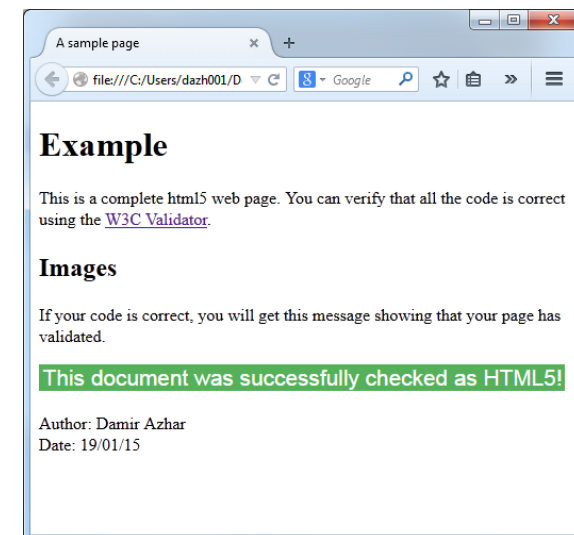 A sample page
file:///C:/Users/dazh001/D
8 Google
Example
This is a complete html5 web page. You can verify that all the code is correct
using the W3C Validator.
Images
If your code is correct, you will get this message showing that your page has
validated.
This document was successfully checked as HTML5!
Author: Damir Azhar
Date: 19/01/15